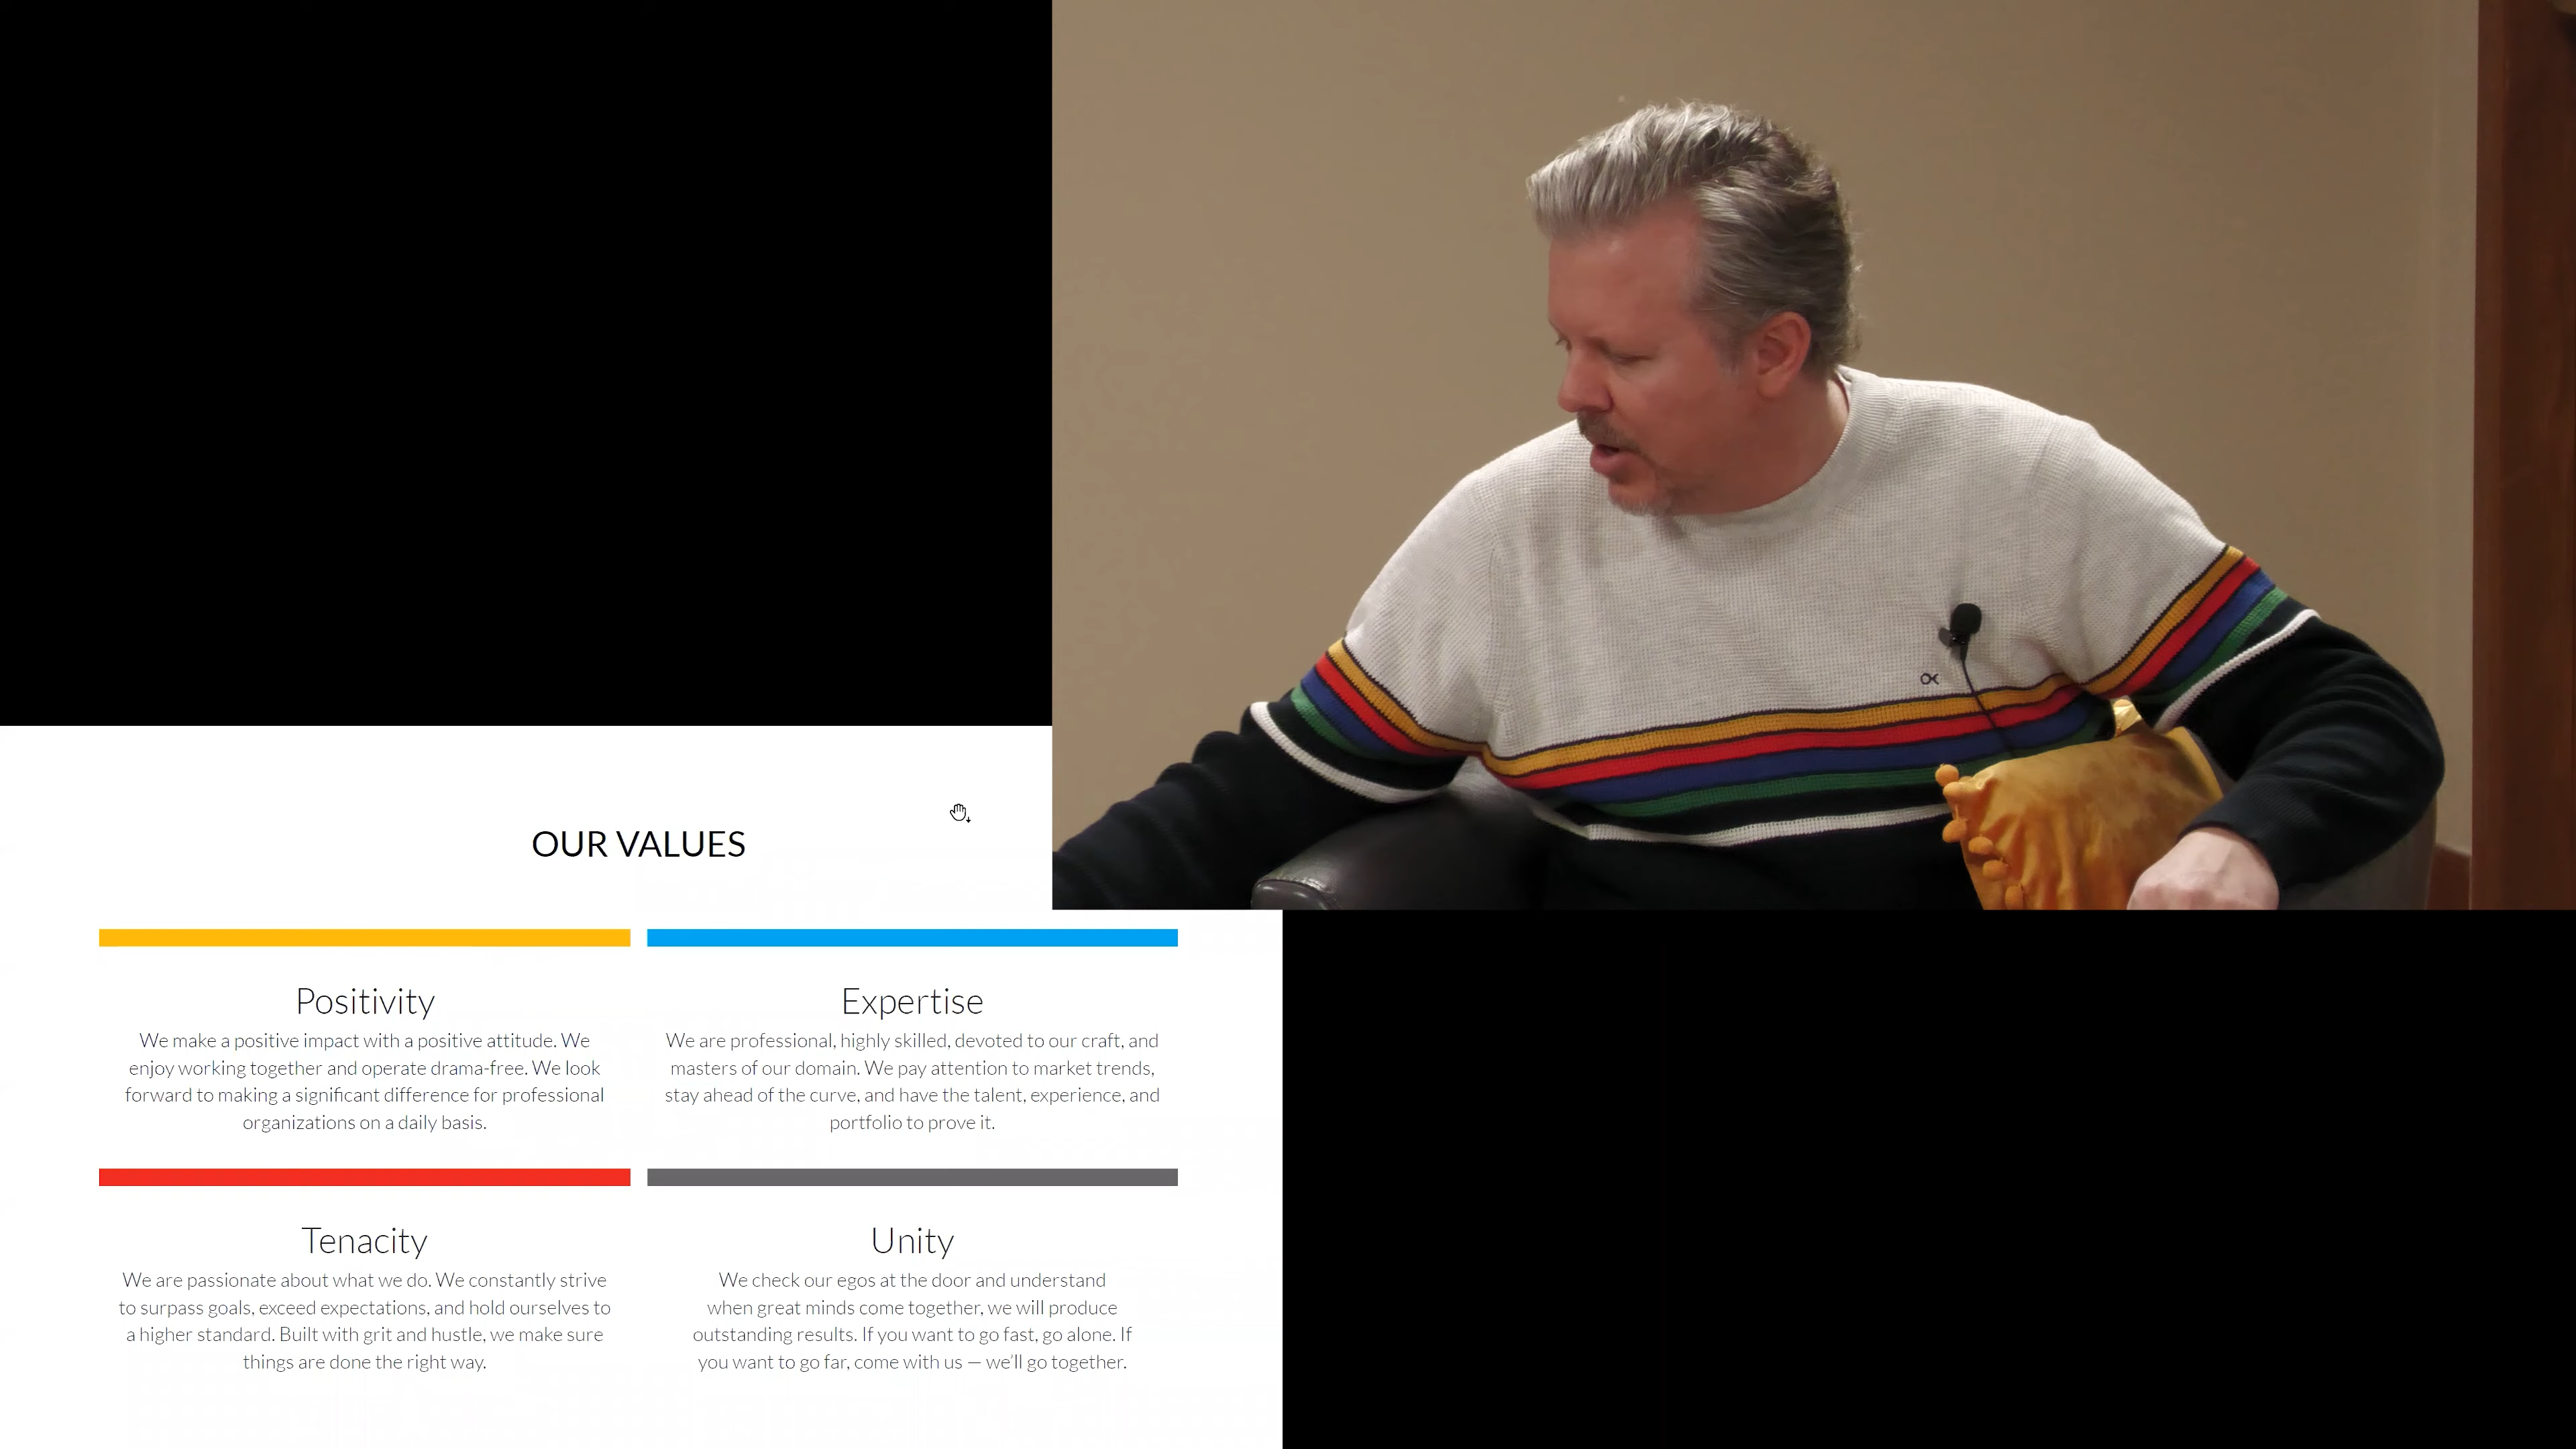 OUR VALUES
Positivity
We make a positive impact with a positive attitude. We
enjoy working together and operate drama-free. We look
forward to making a significant difference for professional
organizations on a daily basis.
Expertise
We are professional, highly skilled, devoted to our craft, and
masters of our domain. We pay attention to market trends,
stay ahead of the curve, and have the talent, experience, and
portfolio to prove it.
Tenacity
We are passionate about what we do. We constantly strive
to surpass goals, exceed expectations, and hold ourselves to
a higher standard. Built with grit and hustle, we make sure
things are done the right way.
Unity
We check our egos at the door and understand
when great minds come together, we will produce
outstanding results. If you want to go fast, go alone. If
you want to go far, come with us — we'll go together.